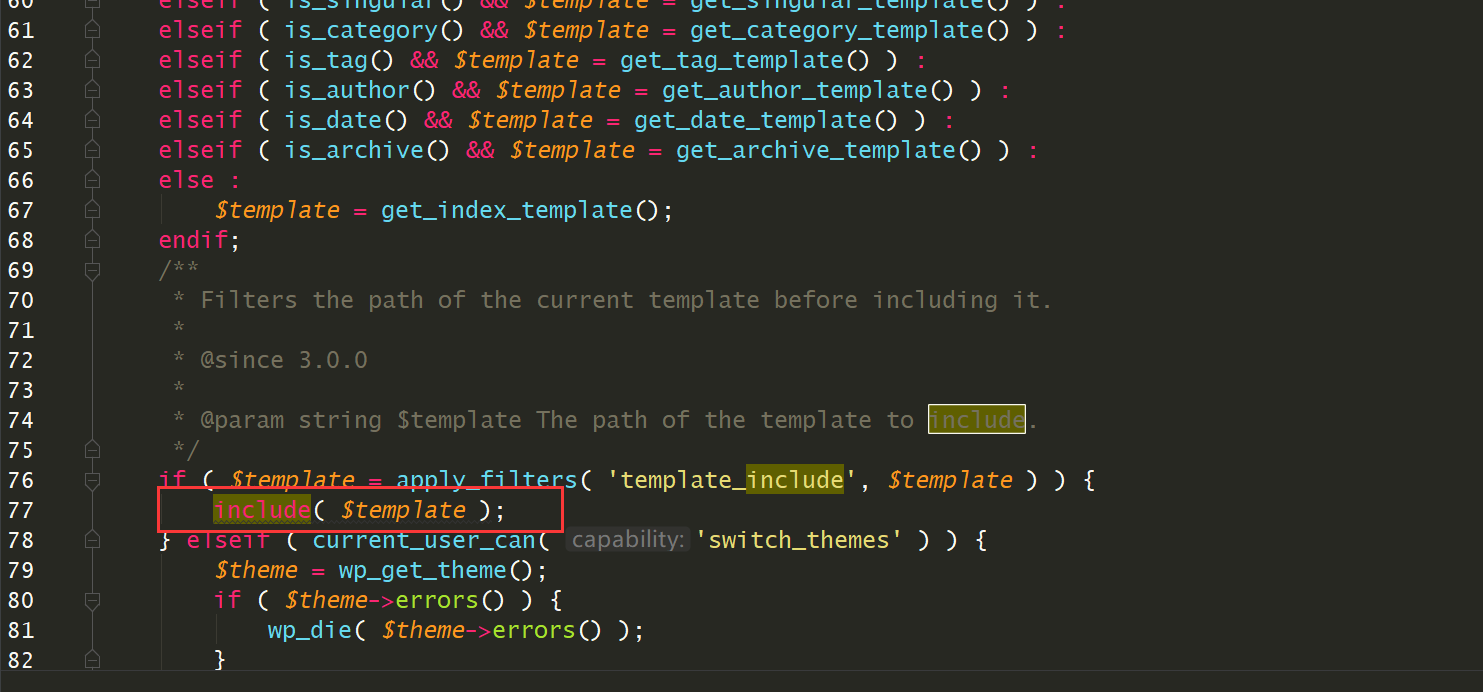 60 elseif ( is_singular() && $template = get_singular_template() ) :
61 elseif ( is_category() && $template = get_category_template() ) :
62 elseif ( is_tag() && $template = get_tag_template() ) :
63 elseif ( is_author() && $template = get_author_template() ) :
64 elseif ( is_date() && $template = get_date_template() ) :
65 elseif ( is_archive() && $template = get_archive_template() ) :
66 else :
67 $template = get_index_template();
68 endif;
69 /**
70 * Filters the path of the current template before including it.
71 *
72 * @since 3.0.0
73 *
74 * @param string $template The path of the template to include.
75 */
76 if ( $template = apply_filters( 'template_include', $template ) ) {
77 include( $template );
78 } elseif ( current_user_can( capability: 'switch_themes' ) ) {
79 $theme = wp_get_theme();
80 if ( $theme->errors() ) {
81 wp_die( $theme->errors() );
82 }